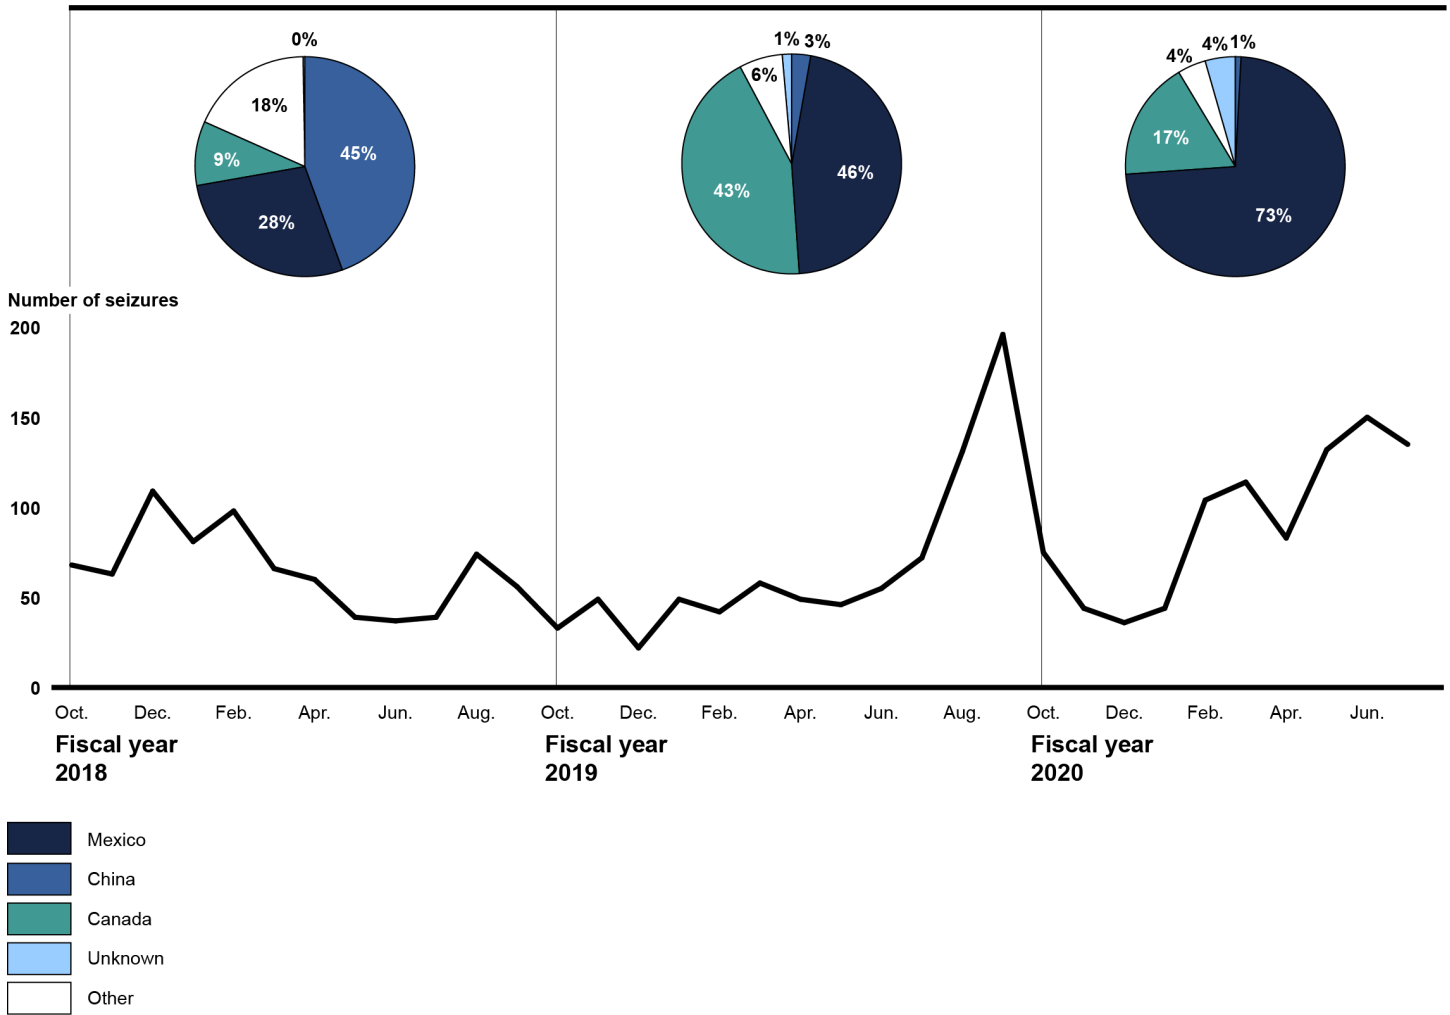 0%
18%
45%
9%
28%
1% 3%
6%
46%
43%
4% 4% 1%
17%
73%
Number of seizures
200
150
100
50
0
Oct. Dec. Feb. Apr. Jun. Aug. Oct. Dec. Feb. Apr. Jun. Aug. Oct. Dec. Feb. Apr. Jun.
Fiscal year
2018
Fiscal year
2019
Fiscal year
2020
Mexico
China
Canada
Unknown
Other